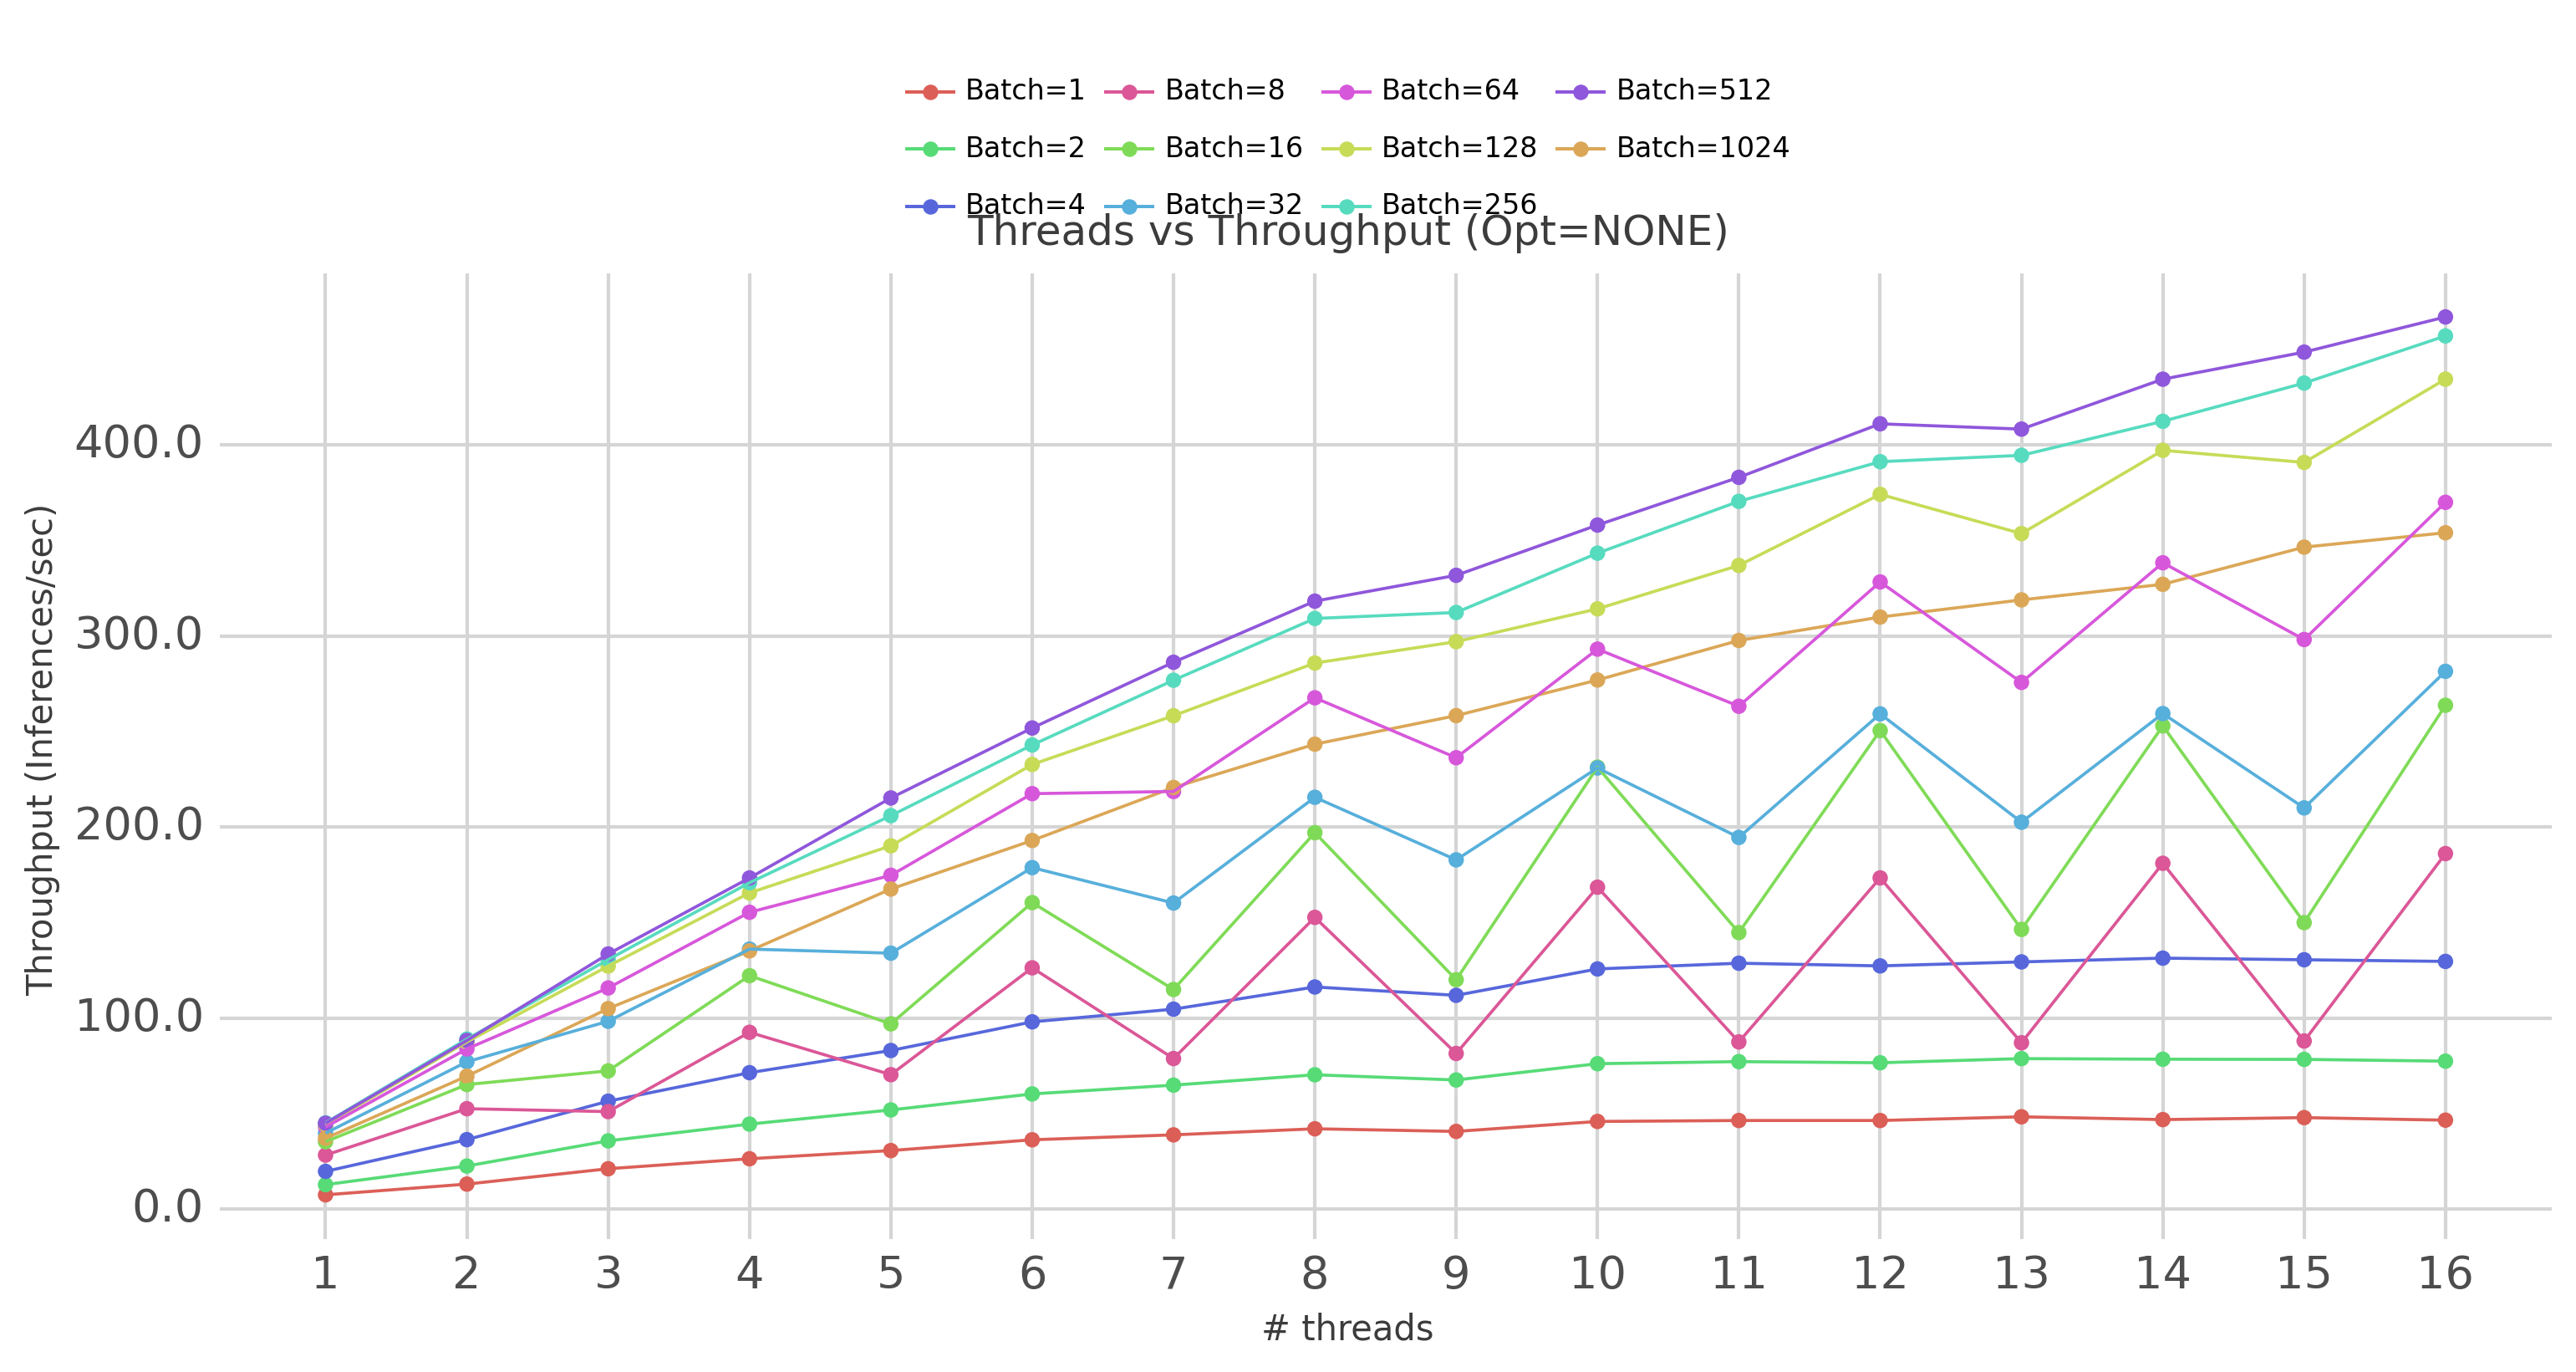 Batch=1 Batch=8 Batch=64 Batch=512
Batch=2 Batch=16 Batch=128 Batch=1024
Batch=4 Batch=32 Batch=256
Threads vs Throughput (Opt=NONE)
Throughput (Inferences/sec)
400.0
300.0
200.0
100.0
0.0
1 2 3 4 5 6 7 8 9 10 11 12 13 14 15 16
# threads